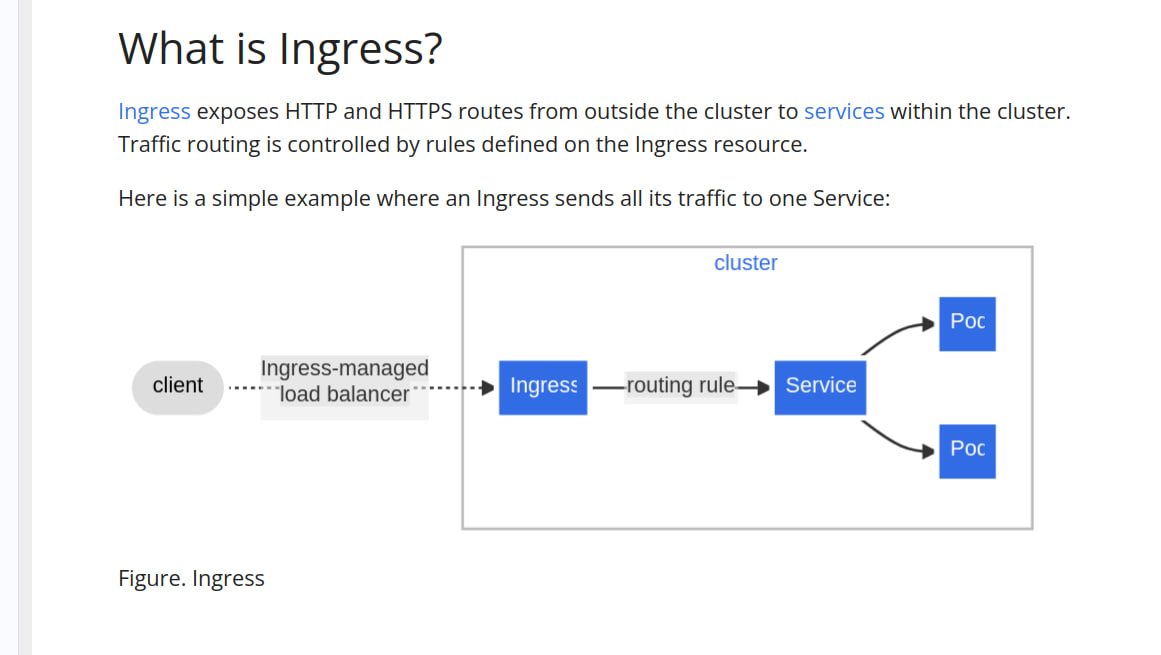 What is Ingress?
Ingress exposes HTTP and HTTPS routes from outside the cluster to services within the cluster.
Traffic routing is controlled by rules defined on the Ingress resource.
Here is a simple example where an Ingress sends all its traffic to one Service:
cluster
client
Ingress-managed
load balancer
Ingress
routing rule
Service
Poc
Poc
Figure. Ingress